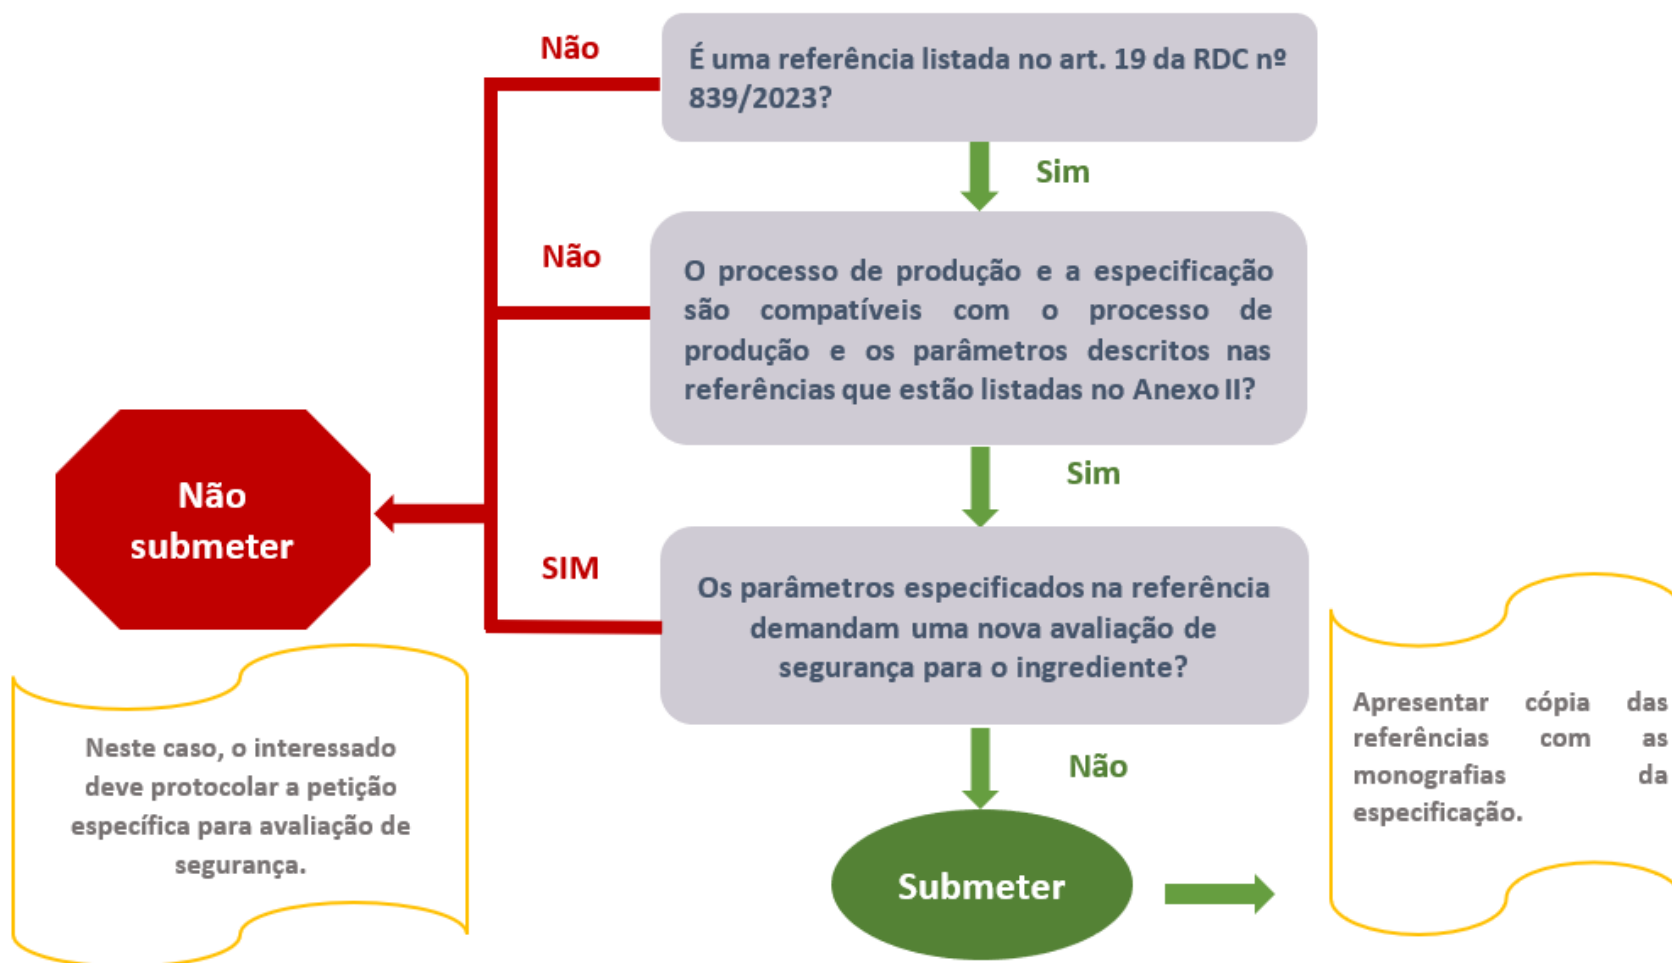 Não
É uma referência listada no art. 19 da RDC nº
839/2023?
Sim
Não
O processo de produção e a especificação
são compatíveis com o processo de
produção e os parâmetros descritos nas
referências que estão listadas no Anexo II?
Sim
Não
submeter
SIM
Os parâmetros especificados na referência
demandam uma nova avaliação de
segurança para o ingrediente?
Neste caso, o interessado
deve protocolar a petição
específica para avaliação de
segurança.
Não
Submeter
Apresentar cópia das
referências com as
monografias da
especificação.